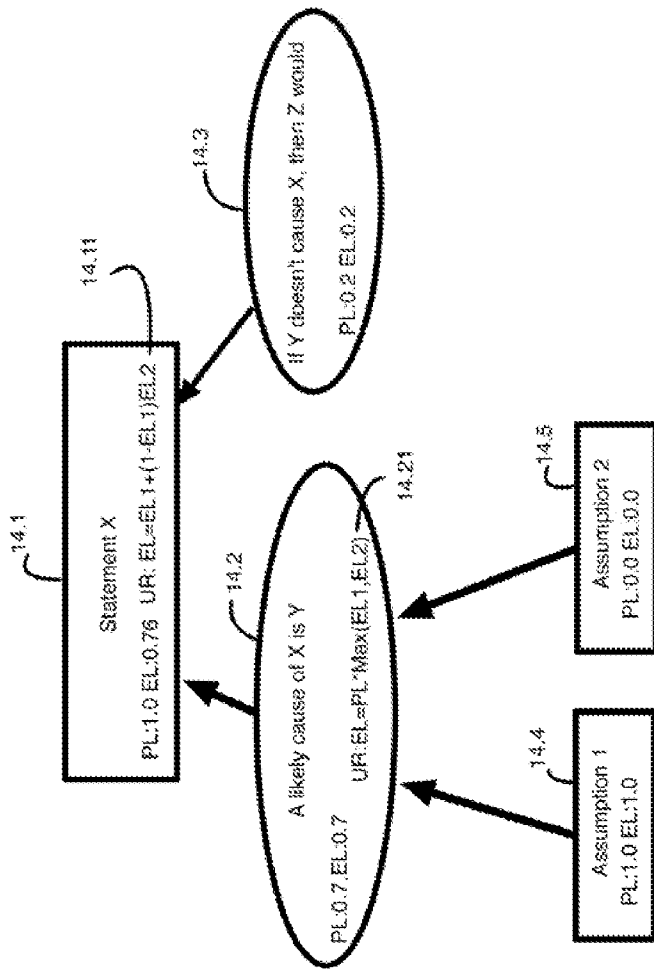 14.1
Statement X
PL:1.0 EL:0.76 UR: EL=EL1+(1-EL1)EL2
14.11
14.2
A likely cause of X is Y
PL:0.7 EL:0.7
UR:EL=PL*Max(EL1,EL2)
14.21
14.3
If Y doesn't cause X, then Z would
PL:0.2 EL:0.2
14.4
Assumption 1
PL:1.0 EL:1.0
14.5
Assumption 2
PL:0.0 EL:0.0